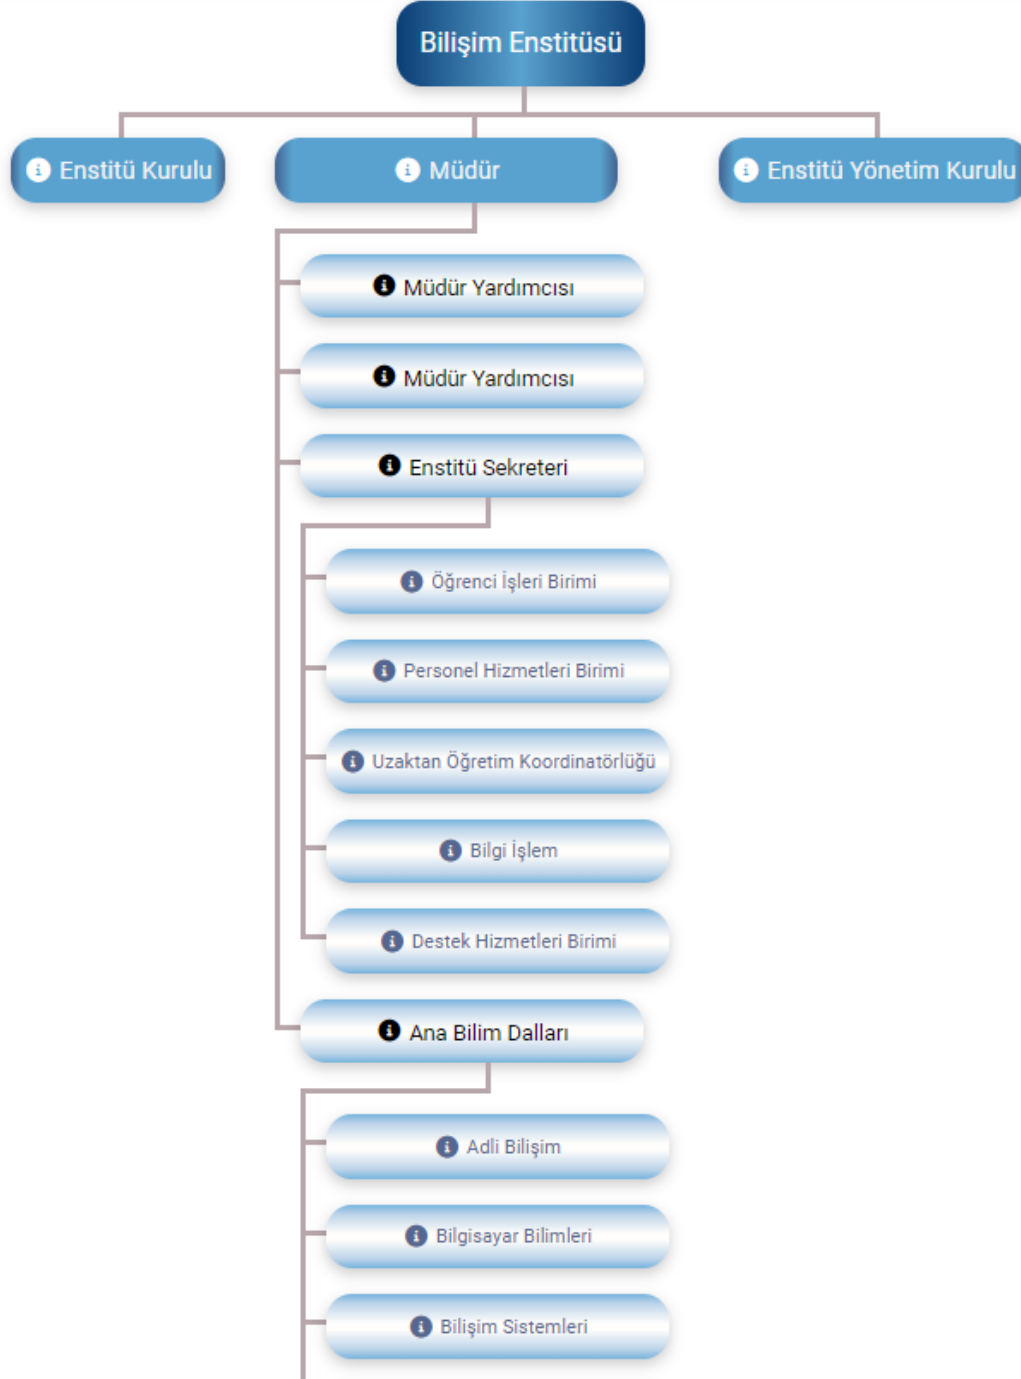 Bilişim Enstitüsü
Enstitü Kurulu
Müdür
Enstitü Yönetim Kurulu
Müdür Yardımcısı
Müdür Yardımcısı
Enstitü Sekreteri
Öğrenci İşleri Birimi
Personel Hizmetleri Birimi
Uzaktan Öğretim Koordinatörlüğü
Bilgi İşlem
Destek Hizmetleri Birimi
Ana Bilim Dalları
Adli Bilişim
Bilgisayar Bilimleri
Bilişim Sistemleri